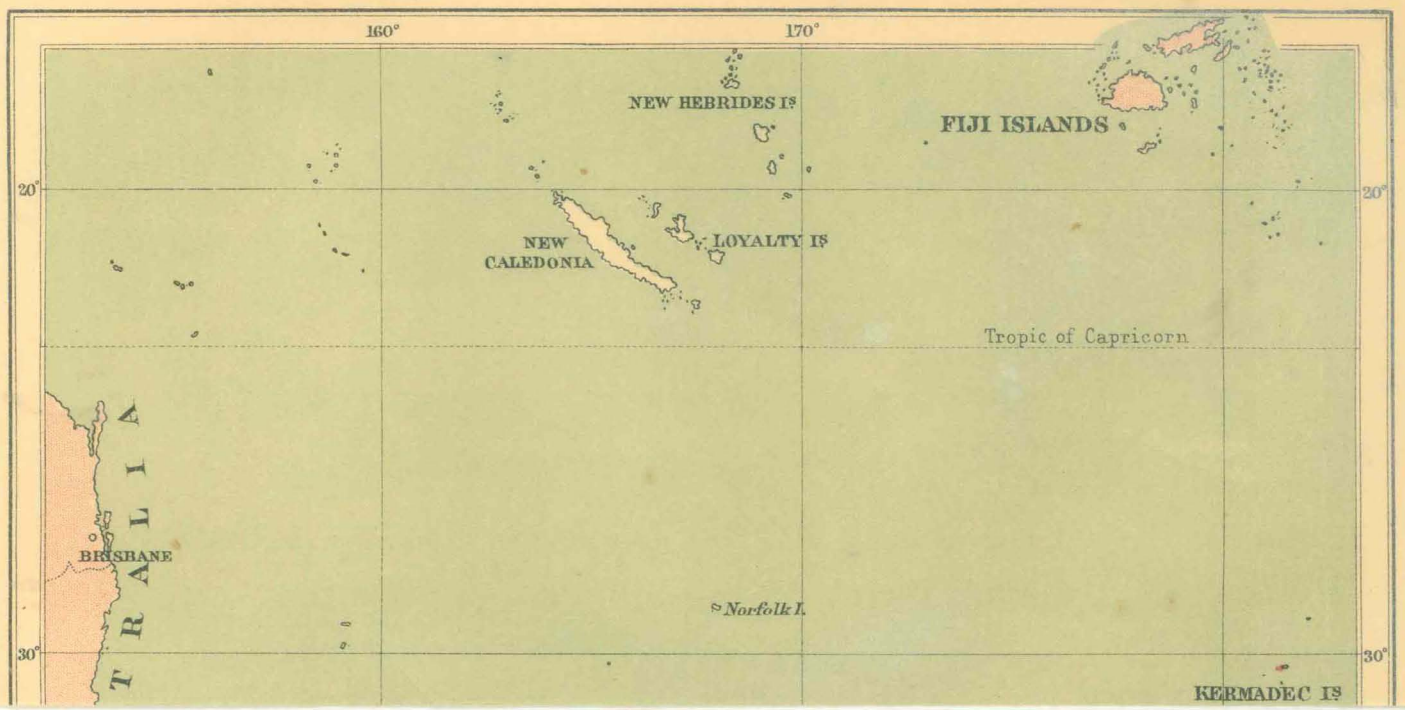 160°
170°
NEW HEBRIDES Iˢ
FIJI ISLANDS
20°
20°
NEW
CALEDONIA
LOYALTY Iˢ
Tropic of Capricorn
TRALIA
BRISBANE
Norfolk I.
30°
30°
KERMADEC Iˢ